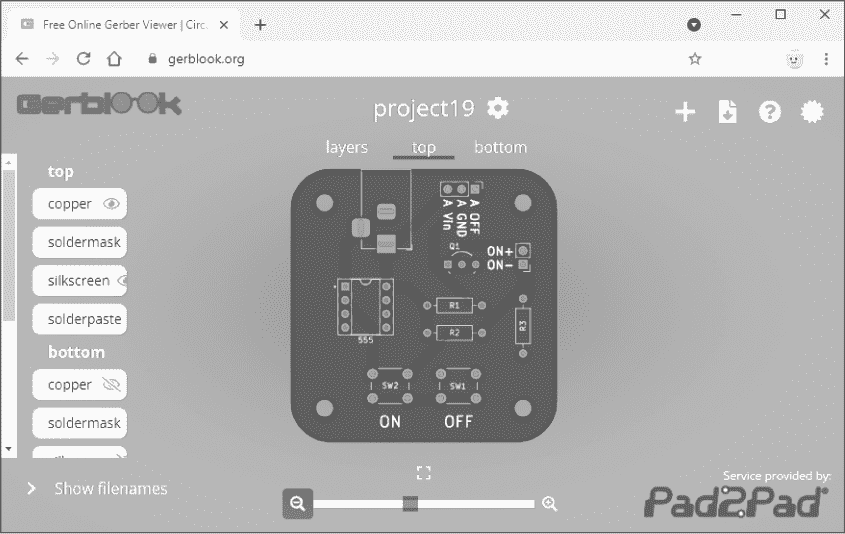 Free Online Gerber Viewer | Circ
gerblook.org
Gerblook
project19
layers top bottom
top
copper
soldermask
silkscreen
solderpaste
bottom
copper
soldermask
A OFF
A GND
A Vin
Q1
ON+
ON-
R1
R2
R3
555
SW2
SW1
ON
OFF
Show filenames
Service provided by:
Pad2Pad